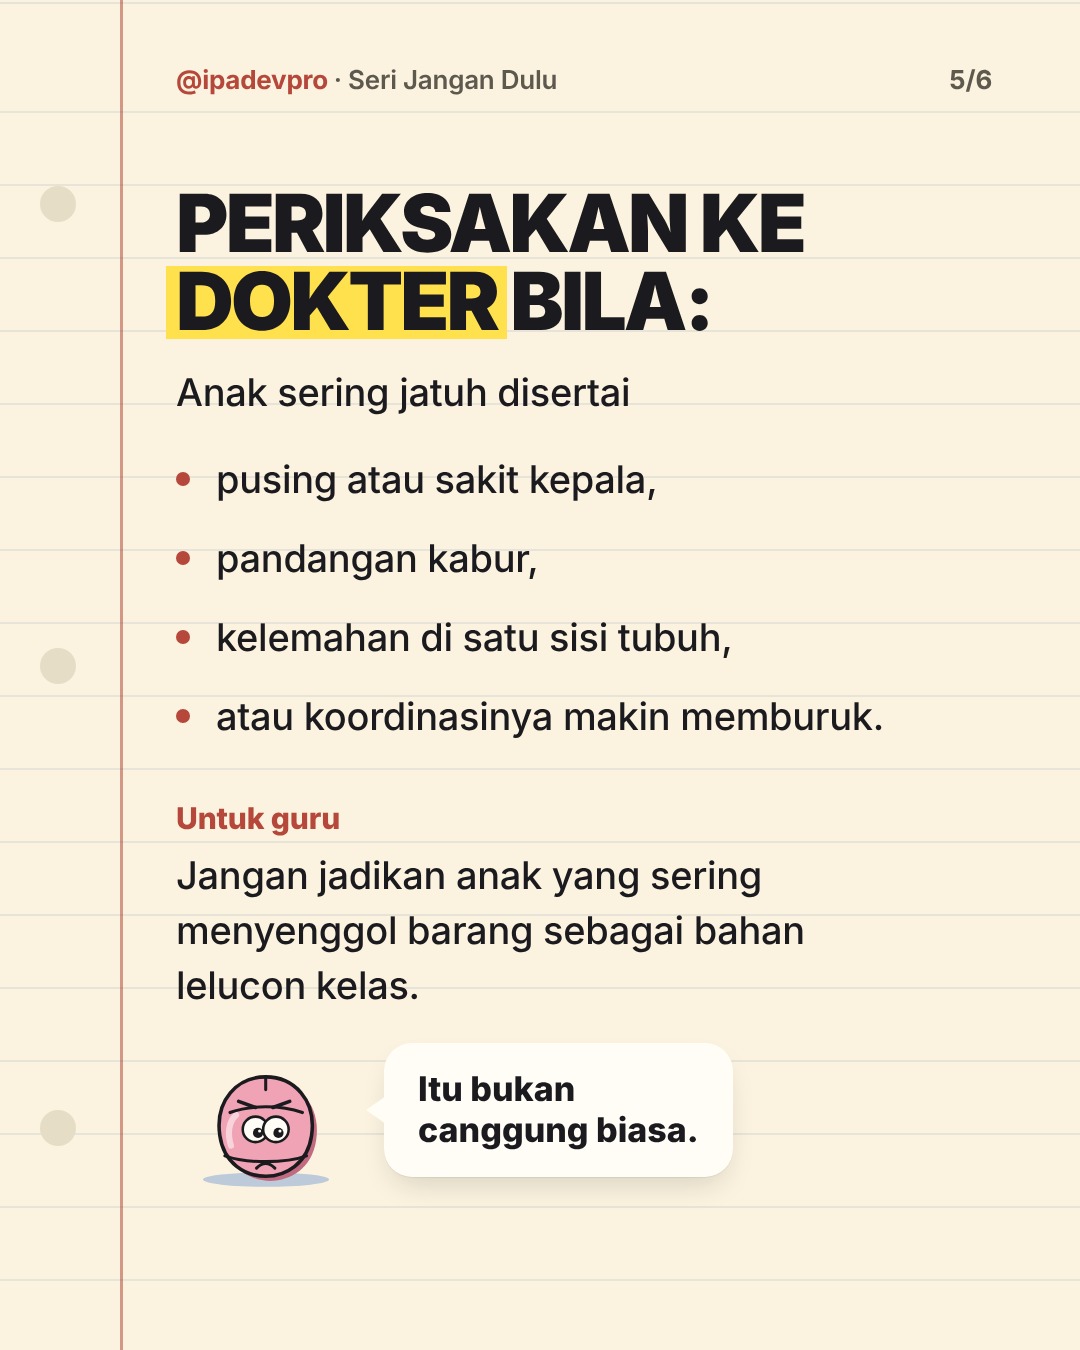 @ipadevpro · Seri Jangan Dulu
5/6
PERIKSAKAN KE
DOKTER BILA:
Anak sering jatuh disertai
• pusing atau sakit kepala,
• pandangan kabur,
• kelemahan di satu sisi tubuh,
• atau koordinasinya makin memburuk.
Untuk guru
Jangan jadikan anak yang sering
menyenggol barang sebagai bahan
lelucon kelas.
Itu bukan
canggung biasa.